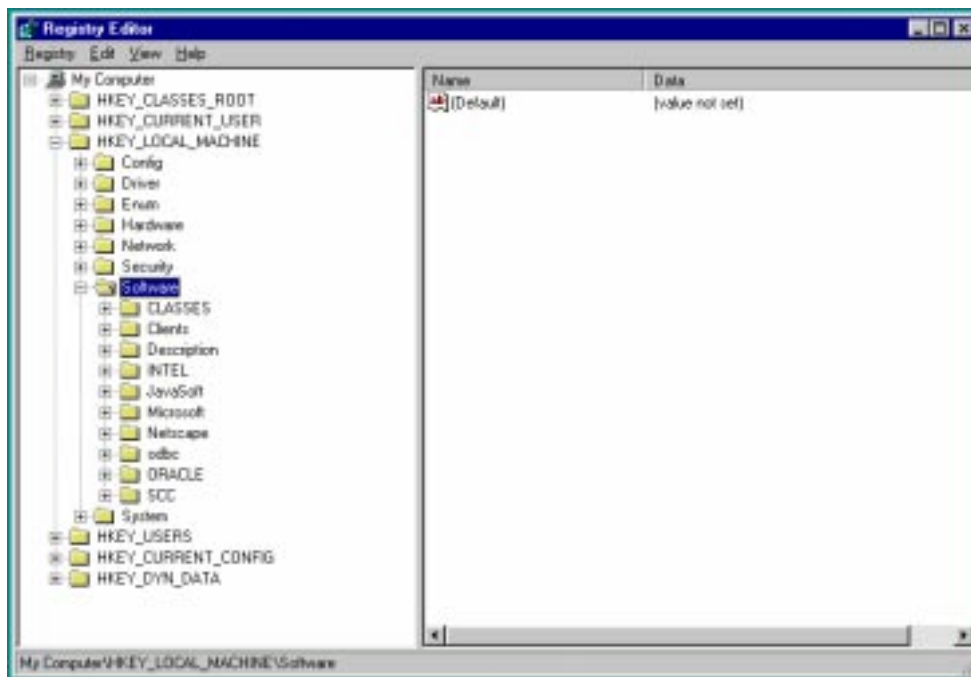 Registry Editor
Registry Edit View Help
My Computer
HKEY_CLASSES_ROOT
HKEY_CURRENT_USER
HKEY_LOCAL_MACHINE
Config
Driver
Enum
Hardware
Network
Security
Software
CLASSES
Clients
Description
INTEL
JavaSoft
Microsoft
Netscape
odbc
ORACLE
SCC
System
HKEY_USERS
HKEY_CURRENT_CONFIG
HKEY_DYN_DATA
Name Data
ab (Default) (value not set)
My Computer\HKEY_LOCAL_MACHINE\Software